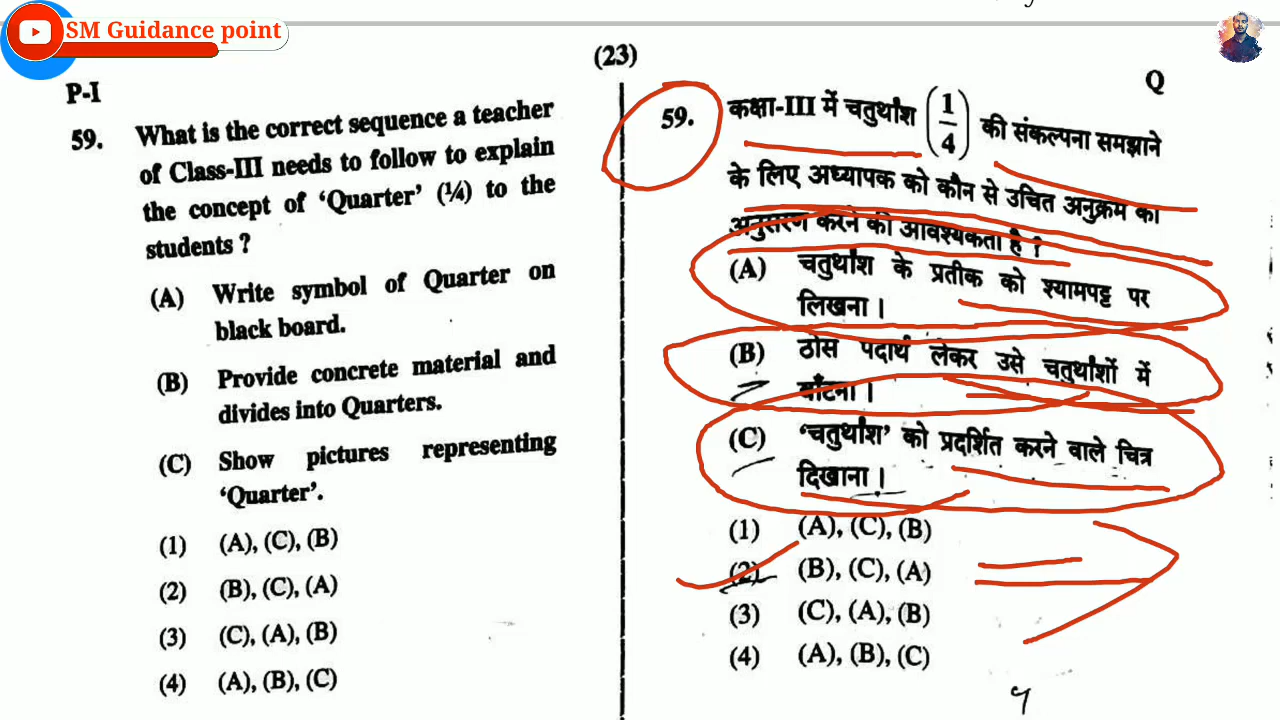 SM Guidance point
(23)
P-I
Q
59. What is the correct sequence a teacher
of Class-III needs to follow to explain
the concept of 'Quarter' (¼) to the
students ?
(A) Write symbol of Quarter on
black board.
(B) Provide concrete material and
divides into Quarters.
(C) Show pictures representing
'Quarter'.
(1) (A), (C), (B)
(2) (B), (C), (A)
(3) (C), (A), (B)
(4) (A), (B), (C)
59. कक्षा-III में चतुर्थांश (1/4) की संकल्पना समझाने
के लिए अध्यापक को कौन से उचित अनुक्रम का
अनुसरण करने की आवश्यकता है ?
(A) चतुर्थांश के प्रतीक को श्यामपट्ट पर
लिखना।
(B) ठोस पदार्थ लेकर उसे चतुर्थांशों में
बाँटना।
(C) 'चतुर्थांश' को प्रदर्शित करने वाले चित्र
दिखाना।
(1) (A), (C), (B)
(2) (B), (C), (A)
(3) (C), (A), (B)
(4) (A), (B), (C)